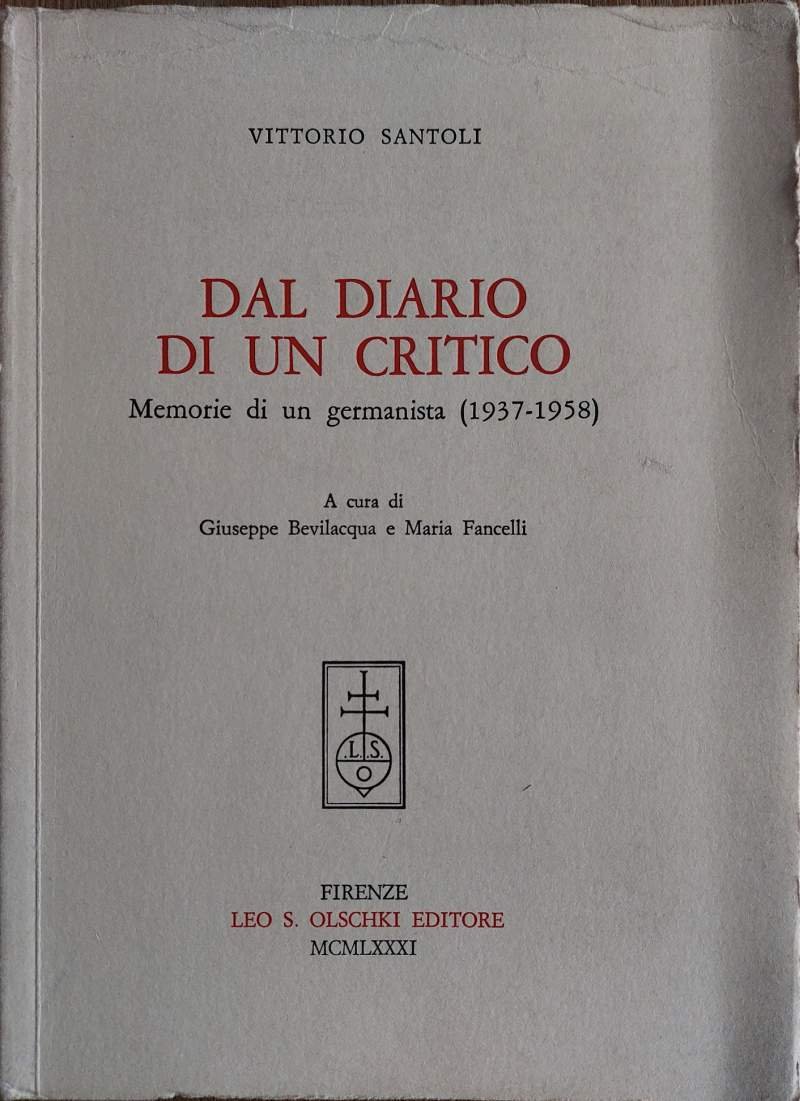 VITTORIO SANTOLI
DAL DIARIO
DI UN CRITICO
Memorie di un germanista (1937-1958)
A cura di
Giuseppe Bevilacqua e Maria Fancelli
.L. .S.
O
FIRENZE
LEO S. OLSCHKI EDITORE
MCMLXXXI